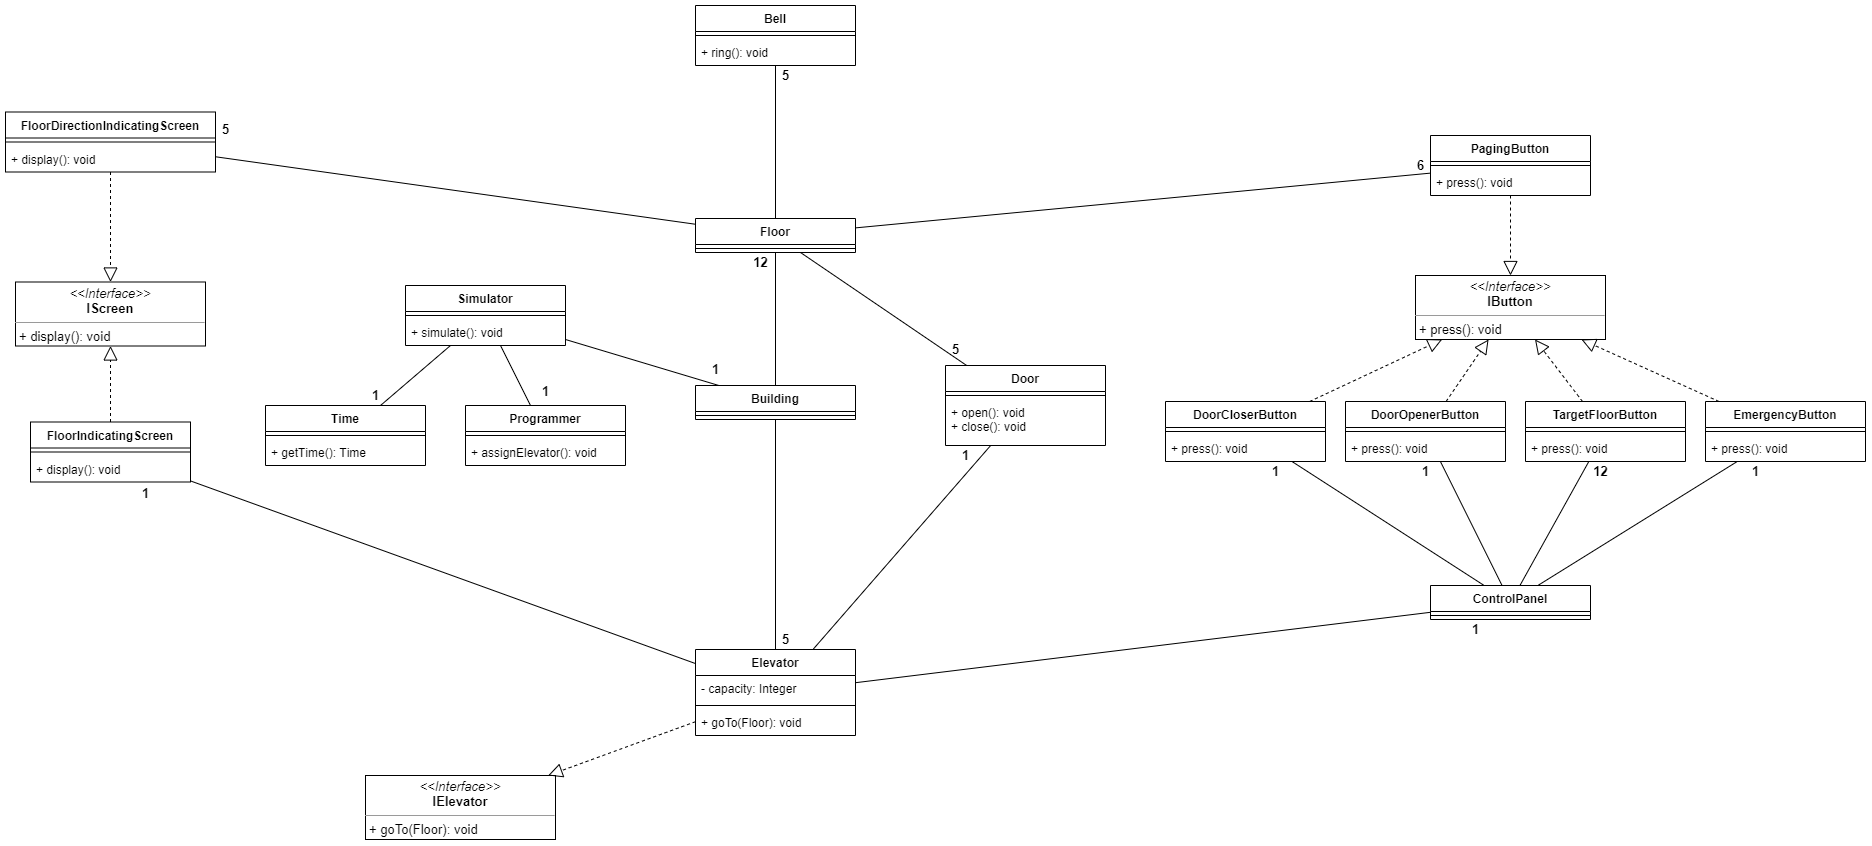 Bell
+ ring(): void
5
FloorDirectionIndicatingScreen
5
+ display(): void
PagingButton
6
+ press(): void
Floor
12
<<Interface>>
IScreen
+ display(): void
Simulator
+ simulate(): void
<<Interface>>
IButton
+ press(): void
1
1
1
5
Time
+ getTime(): Time
Programmer
+ assignElevator(): void
Building
Door
+ open(): void
+ close(): void
1
FloorIndicatingScreen
+ display(): void
1
DoorCloserButton
+ press(): void
1
DoorOpenerButton
+ press(): void
1
TargetFloorButton
+ press(): void
12
EmergencyButton
+ press(): void
1
ControlPanel
1
5
Elevator
- capacity: Integer
+ goTo(Floor): void
<<Interface>>
IElevator
+ goTo(Floor): void